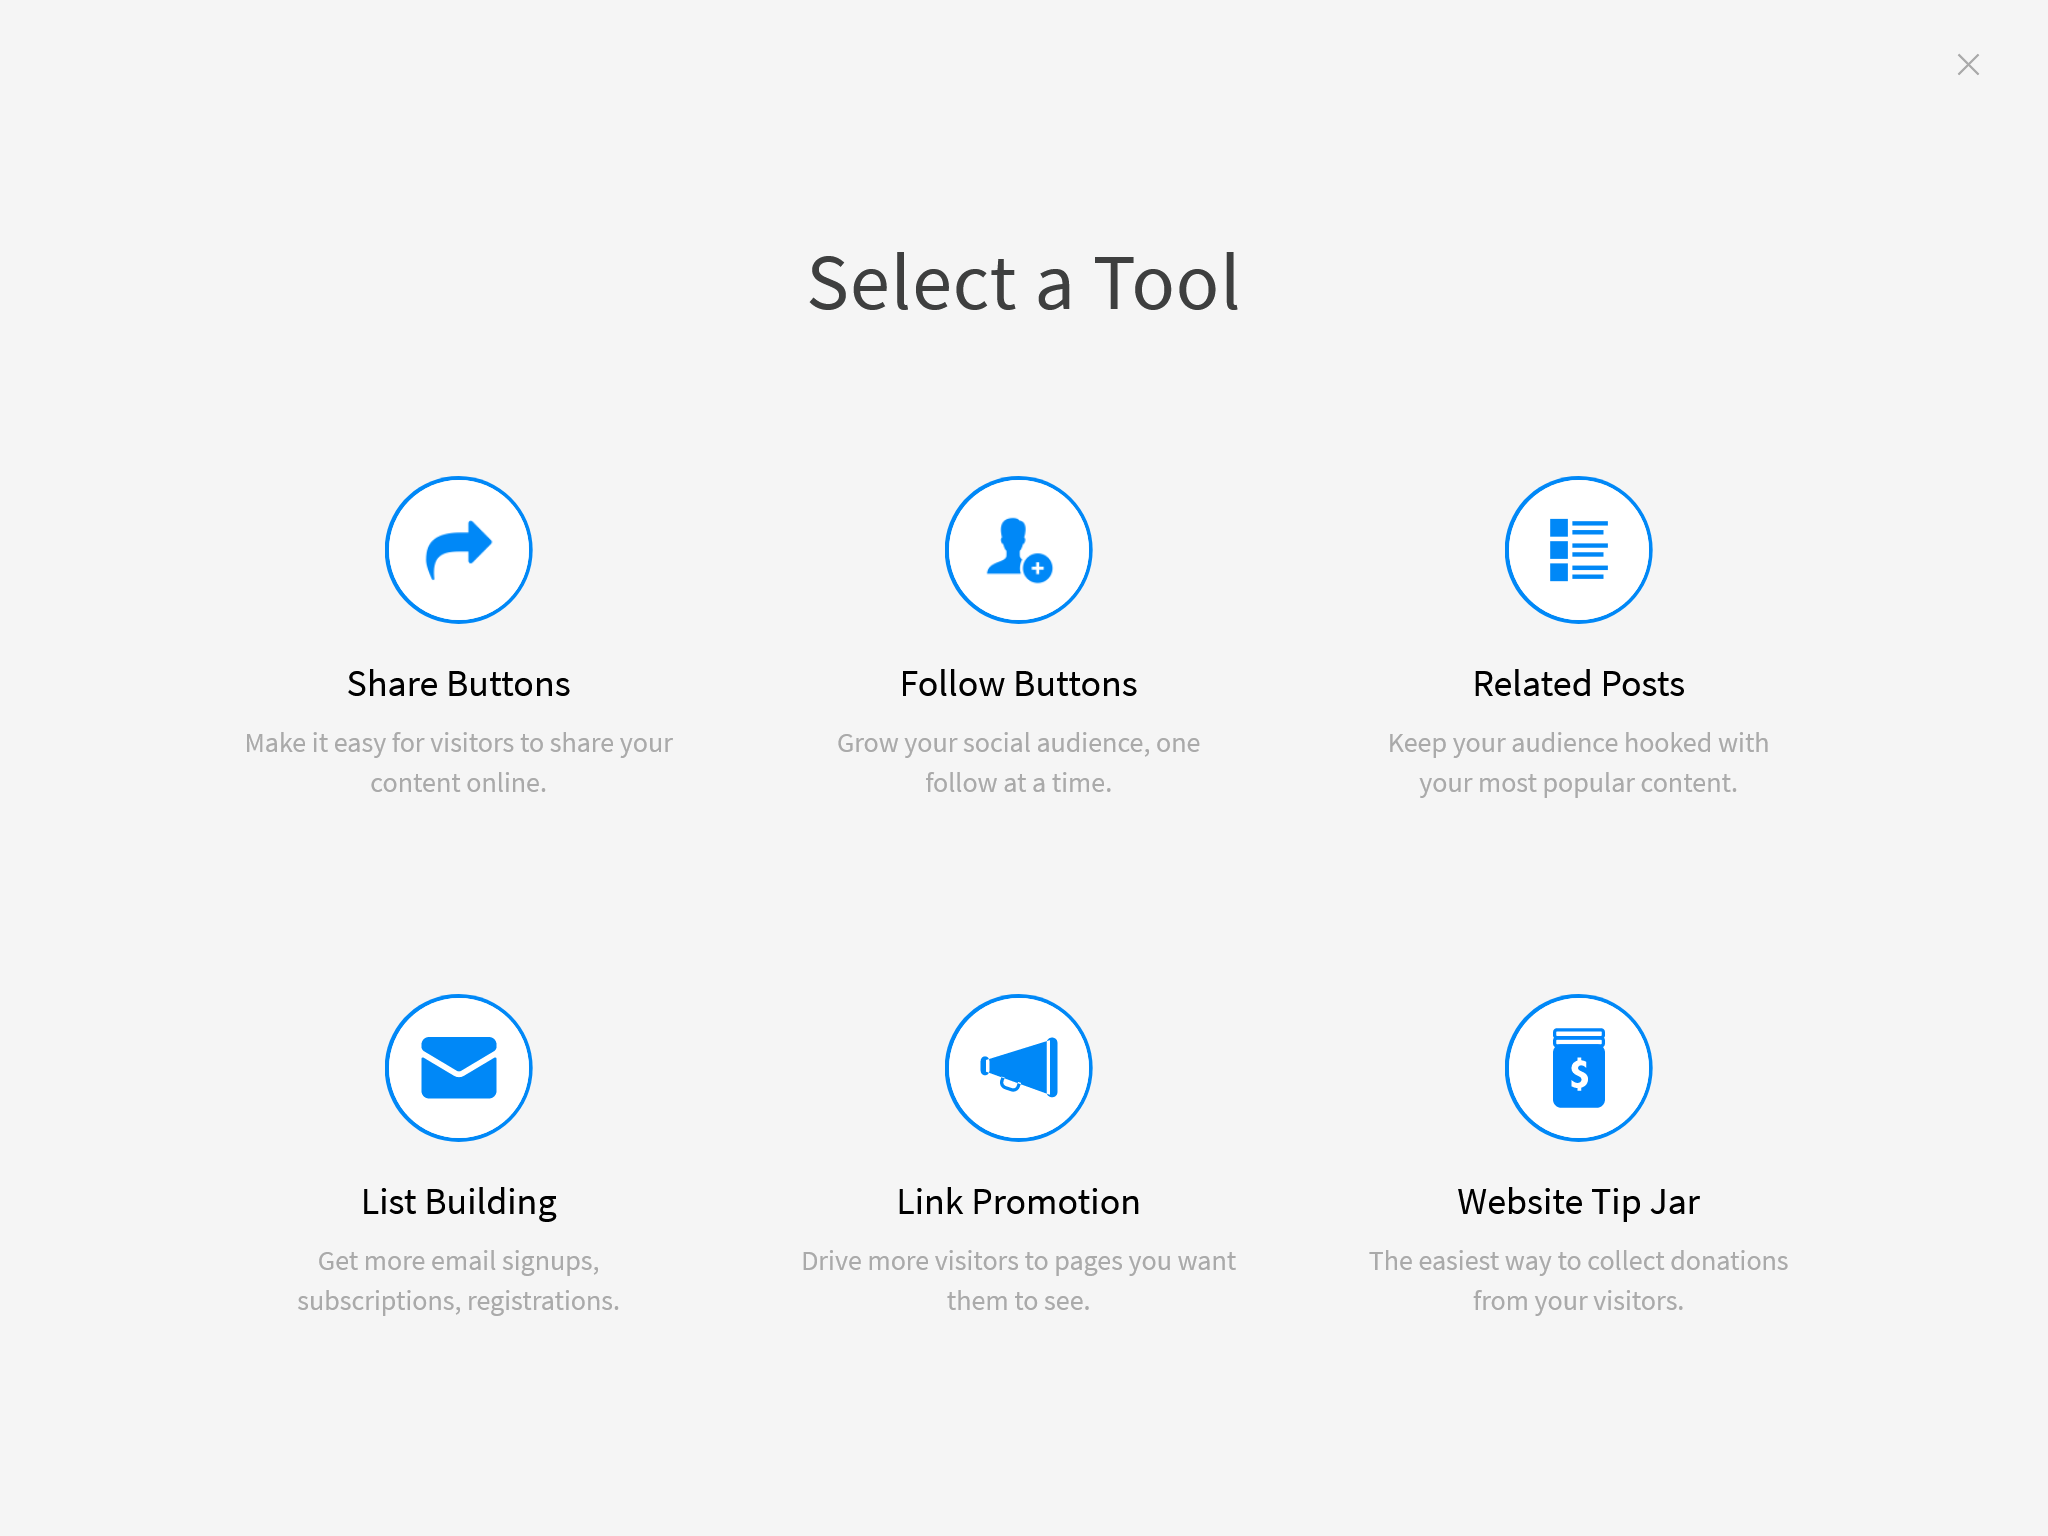 Select a Tool
Share Buttons
Make it easy for visitors to share your
content online.
Follow Buttons
Grow your social audience, one
follow at a time.
Related Posts
Keep your audience hooked with
your most popular content.
List Building
Get more email signups,
subscriptions, registrations.
Link Promotion
Drive more visitors to pages you want
them to see.
$
Website Tip Jar
The easiest way to collect donations
from your visitors.